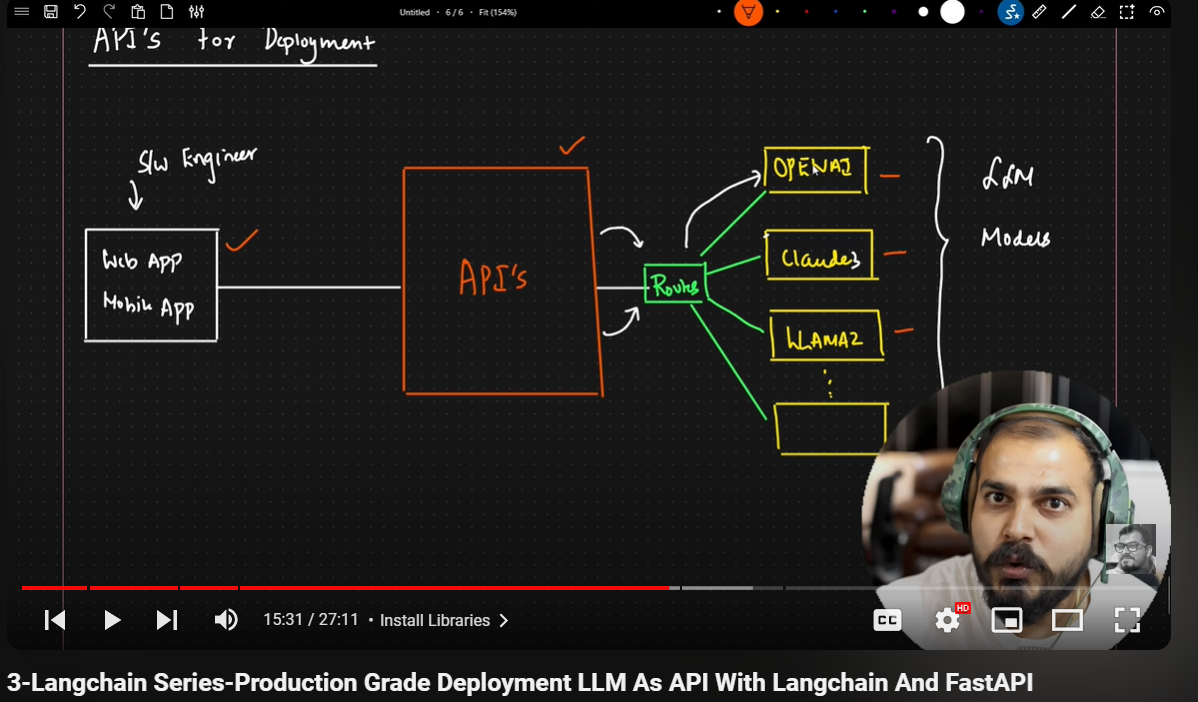 Untitled • 6 / 6 • Fit (154%)
API's for Deployment
S/w Engineer
Web App
Mobile App
API's
Routes
OPENAI
Claude3
LLAMA2
LLM
Models
15:31 / 27:11 • Install Libraries
CC
HD
3-Langchain Series-Production Grade Deployment LLM As API With Langchain And FastAPI